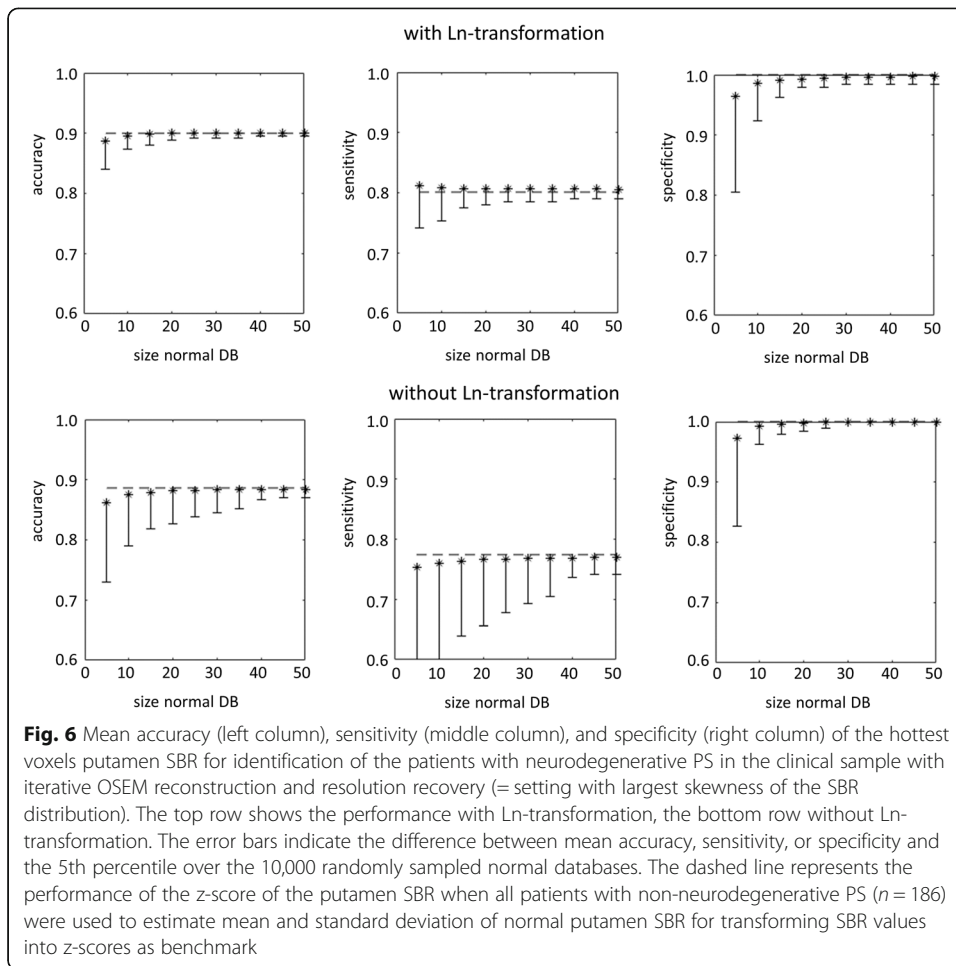 with Ln-transformation
1.0
0.9
0.8
0.7
0.6
accuracy
0 10 20 30 40 50
size normal DB
1.0
0.9
0.8
0.7
0.6
sensitivity
0 10 20 30 40 50
size normal DB
1.0
0.9
0.8
0.7
0.6
specificity
0 10 20 30 40 50
size normal DB
without Ln-transformation
1.0
0.9
0.8
0.7
0.6
accuracy
0 10 20 30 40 50
size normal DB
1.0
0.9
0.8
0.7
0.6
sensitivity
0 10 20 30 40 50
size normal DB
1.0
0.9
0.8
0.7
0.6
specificity
0 10 20 30 40 50
size normal DB
Fig. 6 Mean accuracy (left column), sensitivity (middle column), and specificity (right column) of the hottest
voxels putamen SBR for identification of the patients with neurodegenerative PS in the clinical sample with
iterative OSEM reconstruction and resolution recovery (= setting with largest skewness of the SBR
distribution). The top row shows the performance with Ln-transformation, the bottom row without Ln-
transformation. The error bars indicate the difference between mean accuracy, sensitivity, or specificity and
the 5th percentile over the 10,000 randomly sampled normal databases. The dashed line represents the
performance of the z-score of the putamen SBR when all patients with non-neurodegenerative PS (n = 186)
were used to estimate mean and standard deviation of normal putamen SBR for transforming SBR values
into z-scores as benchmark